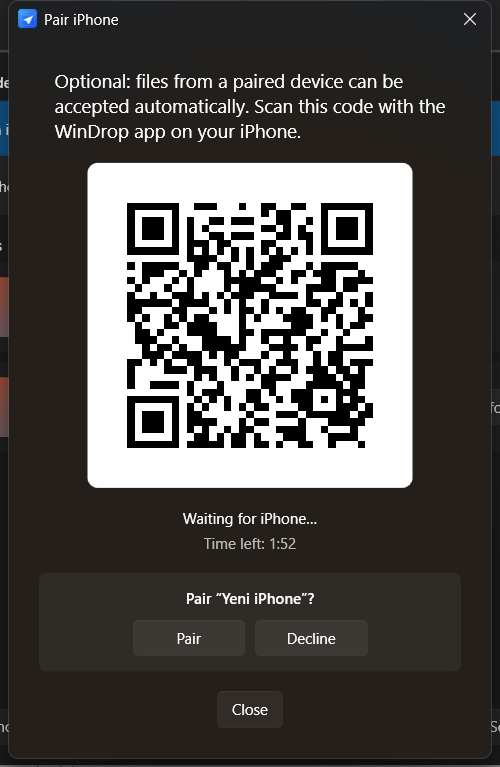 Pair iPhone
Optional: files from a paired device can be
accepted automatically. Scan this code with the
WinDrop app on your iPhone.
Waiting for iPhone...
Time left: 1:52
Pair “Yeni iPhone”?
Pair
Decline
Close